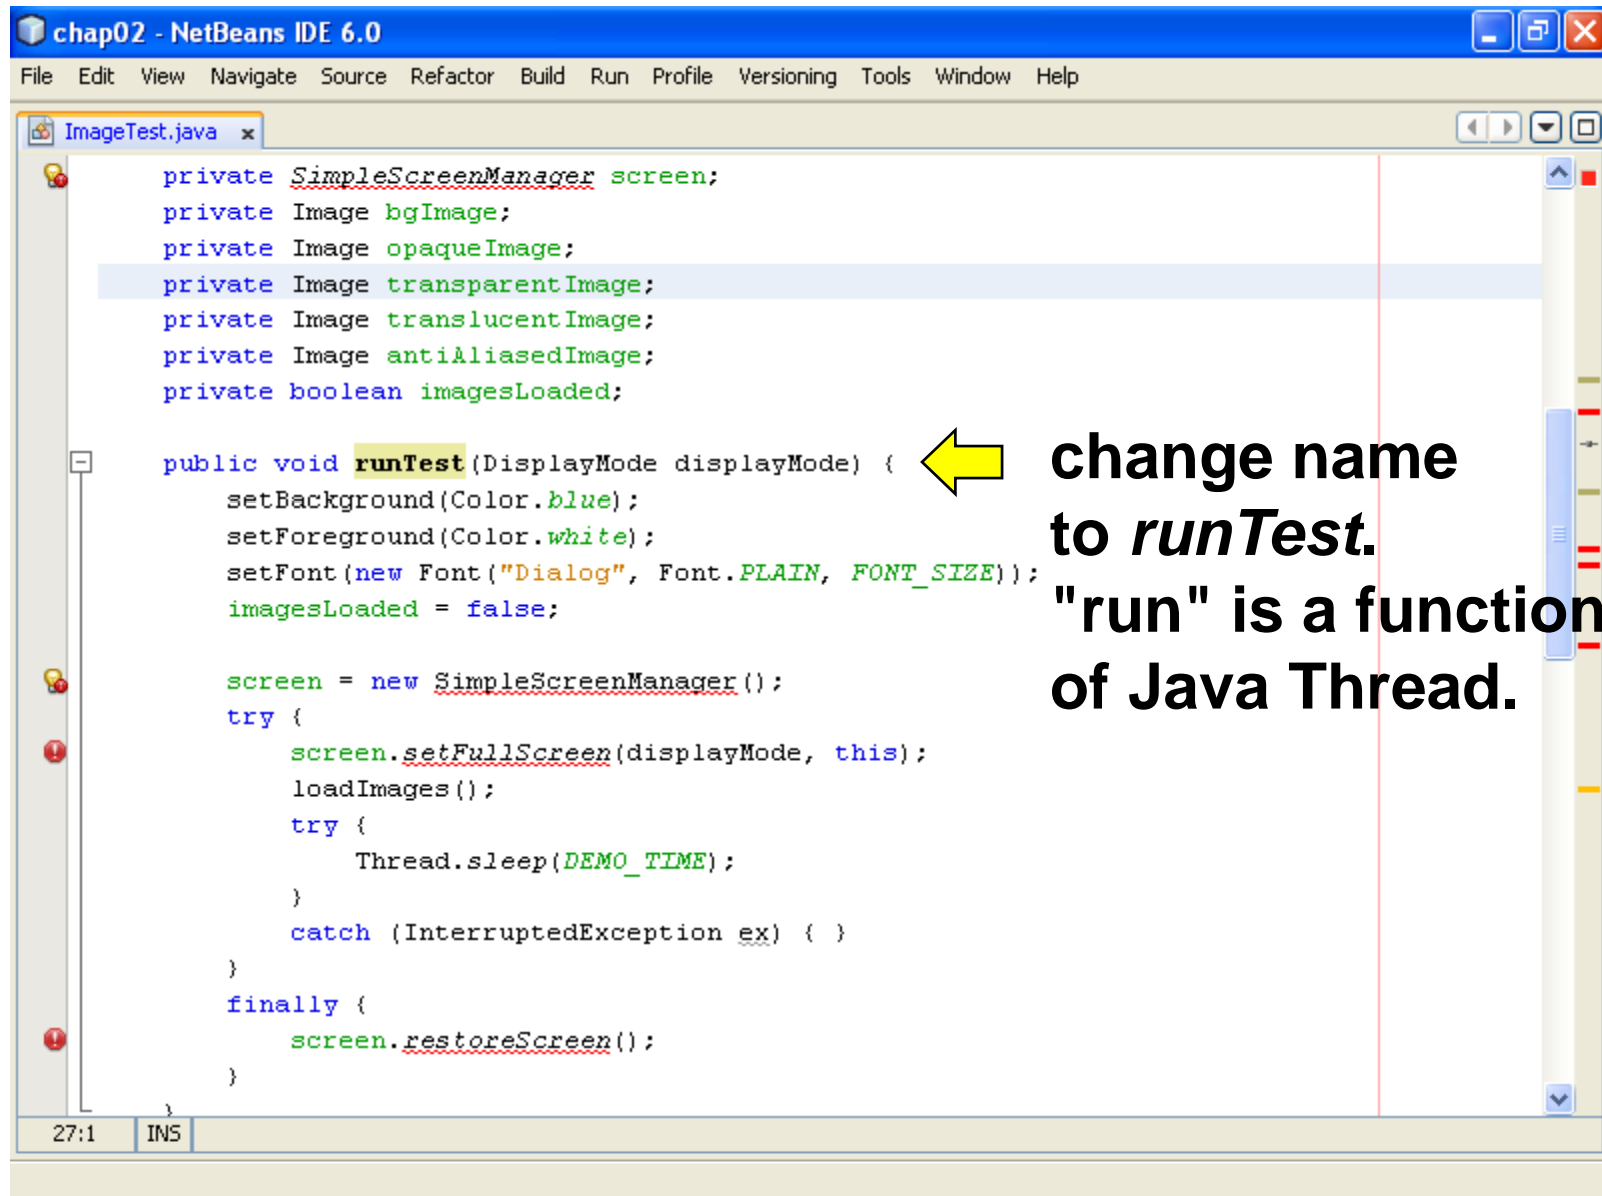 chap02 - NetBeans IDE 6.0
File Edit View Navigate Source Refactor Build Run Profile Versioning Tools Window Help
ImageTest.java x
private SimpleScreenManager screen;
private Image bgImage;
private Image opaqueImage;
private Image transparentImage;
private Image translucentImage;
private Image antiAliasedImage;
private boolean imagesLoaded;
public void runTest(DisplayMode displayMode) {
setBackground(Color.blue);
setForeground(Color.white);
setFont(new Font("Dialog", Font.PLAIN, FONT_SIZE));
imagesLoaded = false;
screen = new SimpleScreenManager();
try {
screen.setFullScreen(displayMode, this);
loadImages();
try {
Thread.sleep(DEMO_TIME);
}
catch (InterruptedException ex) { }
}
finally {
screen.restoreScreen();
}
}
change name
to runTest.
"run" is a function
of Java Thread.
27:1 INS